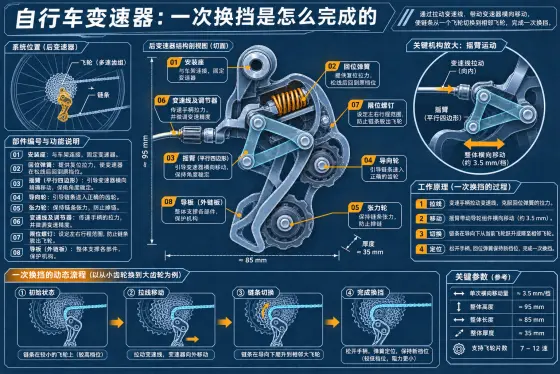 自行车变速器：一次换挡是怎么完成的
通过拉动变速线，带动变速器横向移动，
使链条从一个飞轮切换到相邻飞轮，完成一次换挡。
系统位置（后变速器）
飞轮（多速齿组）
链条
后变速器结构剖视图（切面）
01 安装座
与车架连接，固定
变速器
02 回位弹簧
提供复位拉力，
松线后回到原档位
06 变速线及调节器
传递手柄拉力，
并微调变速精度
07 限位螺钉
设定左右行程范围，
防止链条脱出飞轮
03 摇臂（平行四边形）
引导变速器横向移动，
保持角度稳定
04 导向轮
引导链条进入
正确的齿位
08 导板（外链板）
整体支撑各部件，
保护机构
05 张力轮
保持链条张力，
防止掉链
≈ 95 mm
≈ 85 mm
厚度
≈ 35 mm
关键机构放大：摇臂运动
变速线拉动
（向内）
摇臂
（平行四边形）
整体横向移动
（约 3.5 mm/档）
部件编号与功能说明
01 安装座：与车架连接，固定变速器。
02 回位弹簧：提供复位拉力，使变速器
在松线后回到原档位。
03 摇臂（平行四边形）：引导变速器横向
精确移动，保持角度稳定。
04 导向轮：引导链条进入正确的齿位。
05 张力轮：保持链条张力，防止掉链。
06 变速线及调节器：传递手柄的拉力，
并微调变速精度。
07 限位螺钉：设定左右行程范围，防止链条
脱出飞轮。
08 导板（外链板）：整体支撑各部件，
保护机构。
工作原理（一次换挡的过程）
1 拉线 变速手柄拉动变速线，克服回位弹簧的拉力。
2 移动 摇臂带动导轮组件横向移动（约 3.5 mm）。
3 切换 链条在导向下从当前飞轮跃升或降至相邻飞轮。
4 定位 松开手柄，回位弹簧保持新档位，完成一次换挡。
一次换挡的动态流程（以从小齿轮换到大齿轮为例）
① 初始状态
链条在较小的飞轮上（较高档位）
② 拉线移动
拉动变速线，变速器向外移动
③ 链条切换
链条在导向下爬升到相邻大飞轮
④ 完成换挡
松开手柄，弹簧定位，保持新档位
（较低档位，阻力更小）
关键参数（参考）
单次横向移动量 ≈ 3.5 mm/档
整体高度 ≈ 95 mm
整体长度 ≈ 85 mm
整体厚度 ≈ 35 mm
支持飞轮片数 7 ~ 12 速